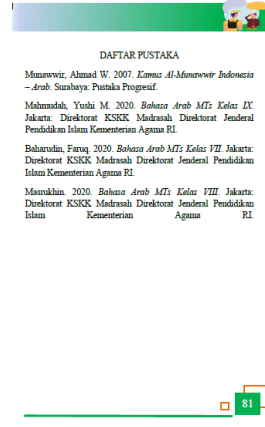 DAFTAR PUSTAKA
Munawwir, Ahmad W. 2007. Kamus Al-Munawwir Indonesia
– Arab. Surabaya: Pustaka Progresif.
Mahmudah, Yushi M. 2020. Bahasa Arab MTs Kelas IX.
Jakarta: Direktorat KSKK Madrasah Direktorat Jenderal
Pendidikan Islam Kementerian Agama RI.
Baharudin, Faruq. 2020. Bahasa Arab MTs Kelas VII. Jakarta:
Direktorat KSKK Madrasah Direktorat Jenderal Pendidikan
Islam Kementerian Agama RI.
Masrukhin. 2020. Bahasa Arab MTs Kelas VIII. Jakarta:
Direktorat KSKK Madrasah Direktorat Jenderal Pendidikan
Islam Kementerian Agama RI.
81